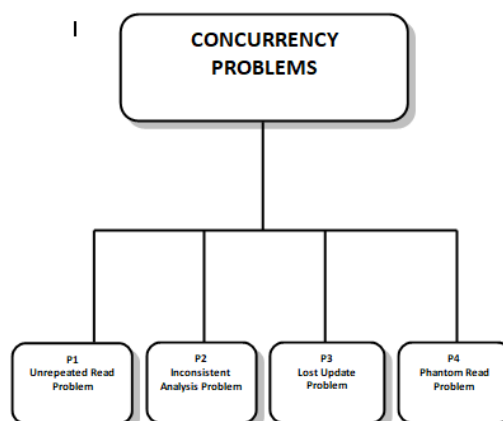 I
CONCURRENCY
PROBLEMS
P1
Unrepeated Read
Problem
P2
Inconsistent
Analysis Problem
P3
Lost Update
Problem
P4
Phantom Read
Problem